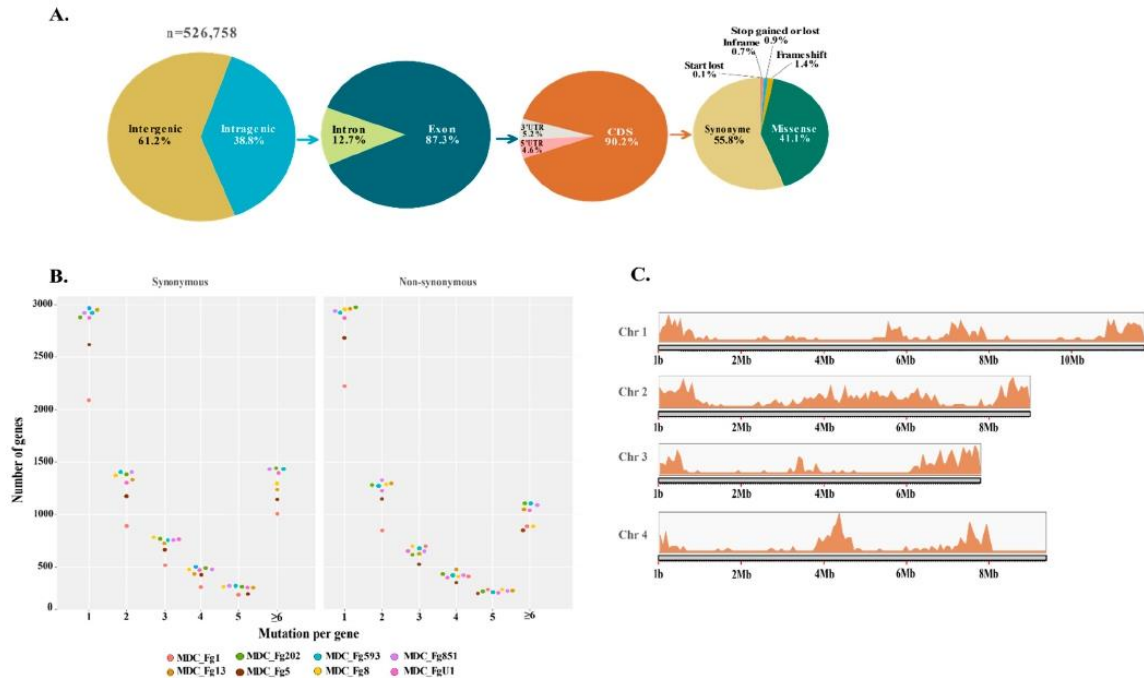 A.
n=526,758
Intergenic
61.2%
Intragenic
38.8%
Intron
12.7%
Exon
87.3%
3'UTR
5.2%
5'UTR
4.6%
CDS
90.2%
Stop gained or lost
0.9%
Inframe
0.7%
Frameshift
1.4%
Start lost
0.1%
Synonyme
55.8%
Missense
41.1%
B.
Synonymous
Non-synonymous
Number of genes
3000
2500
2000
1500
1000
500
0
1 2 3 4 5 ≥6
1 2 3 4 5 ≥6
Mutation per gene
MDC_Fg1 MDC_Fg202 MDC_Fg593 MDC_Fg851
MDC_Fg13 MDC_Fg5 MDC_Fg8 MDC_FgU1
C.
Chr 1
1b 2Mb 4Mb 6Mb 8Mb 10Mb
Chr 2
1b 2Mb 4Mb 6Mb 8Mb
Chr 3
1b 2Mb 4Mb 6Mb
Chr 4
1b 2Mb 4Mb 6Mb 8Mb